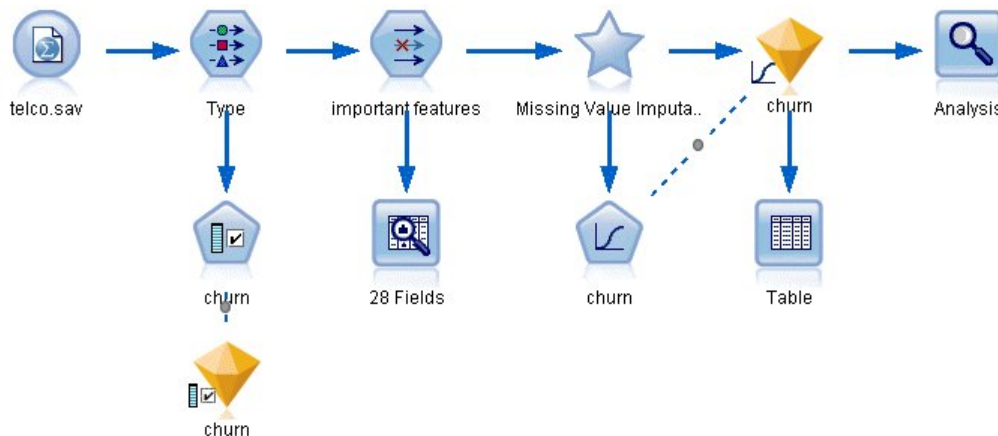 telco.sav
Type
important features
Missing Value Imputa..
churn
Analysis
churn
28 Fields
churn
Table
churn